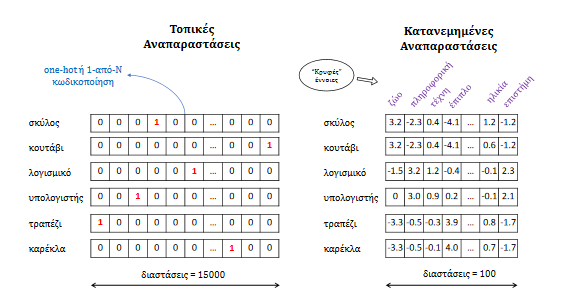 Τοπικές
Αναπαραστάσεις
one-hot ή 1-από-N
κωδικοποίηση
σκύλος 0 0 0 1 0 0 ... 0 0 0
κουτάβι 0 0 0 0 0 0 ... 0 0 1
λογισμικό 0 0 0 0 0 1 ... 0 0 0
υπολογιστής 0 0 1 0 0 0 ... 0 0 0
τραπέζι 1 0 0 0 0 0 ... 0 0 0
καρέκλα 0 0 0 0 0 0 ... 1 0 0
διαστάσεις = 15000
Κατανεμημένες
Αναπαραστάσεις
"Κρυφές"
έννοιες
ζώο
πληροφορική
τέχνη
έπιπλο
ηλικία
επιστήμη
σκύλος 3.2 -2.3 0.4 -4.1 ... 1.2 -1.2
κουτάβι 3.2 -2.3 0.4 -4.1 ... 0.6 -1.2
λογισμικό -1.5 3.2 1.2 -0.4 ... -0.1 2.3
υπολογιστής 0 3.0 0.9 0.2 ... -0.1 2.1
τραπέζι -3.3 -0.5 -0.3 3.9 ... 0.8 -1.7
καρέκλα -3.3 -0.5 -0.1 4.0 ... 0.7 -1.7
διαστάσεις = 100